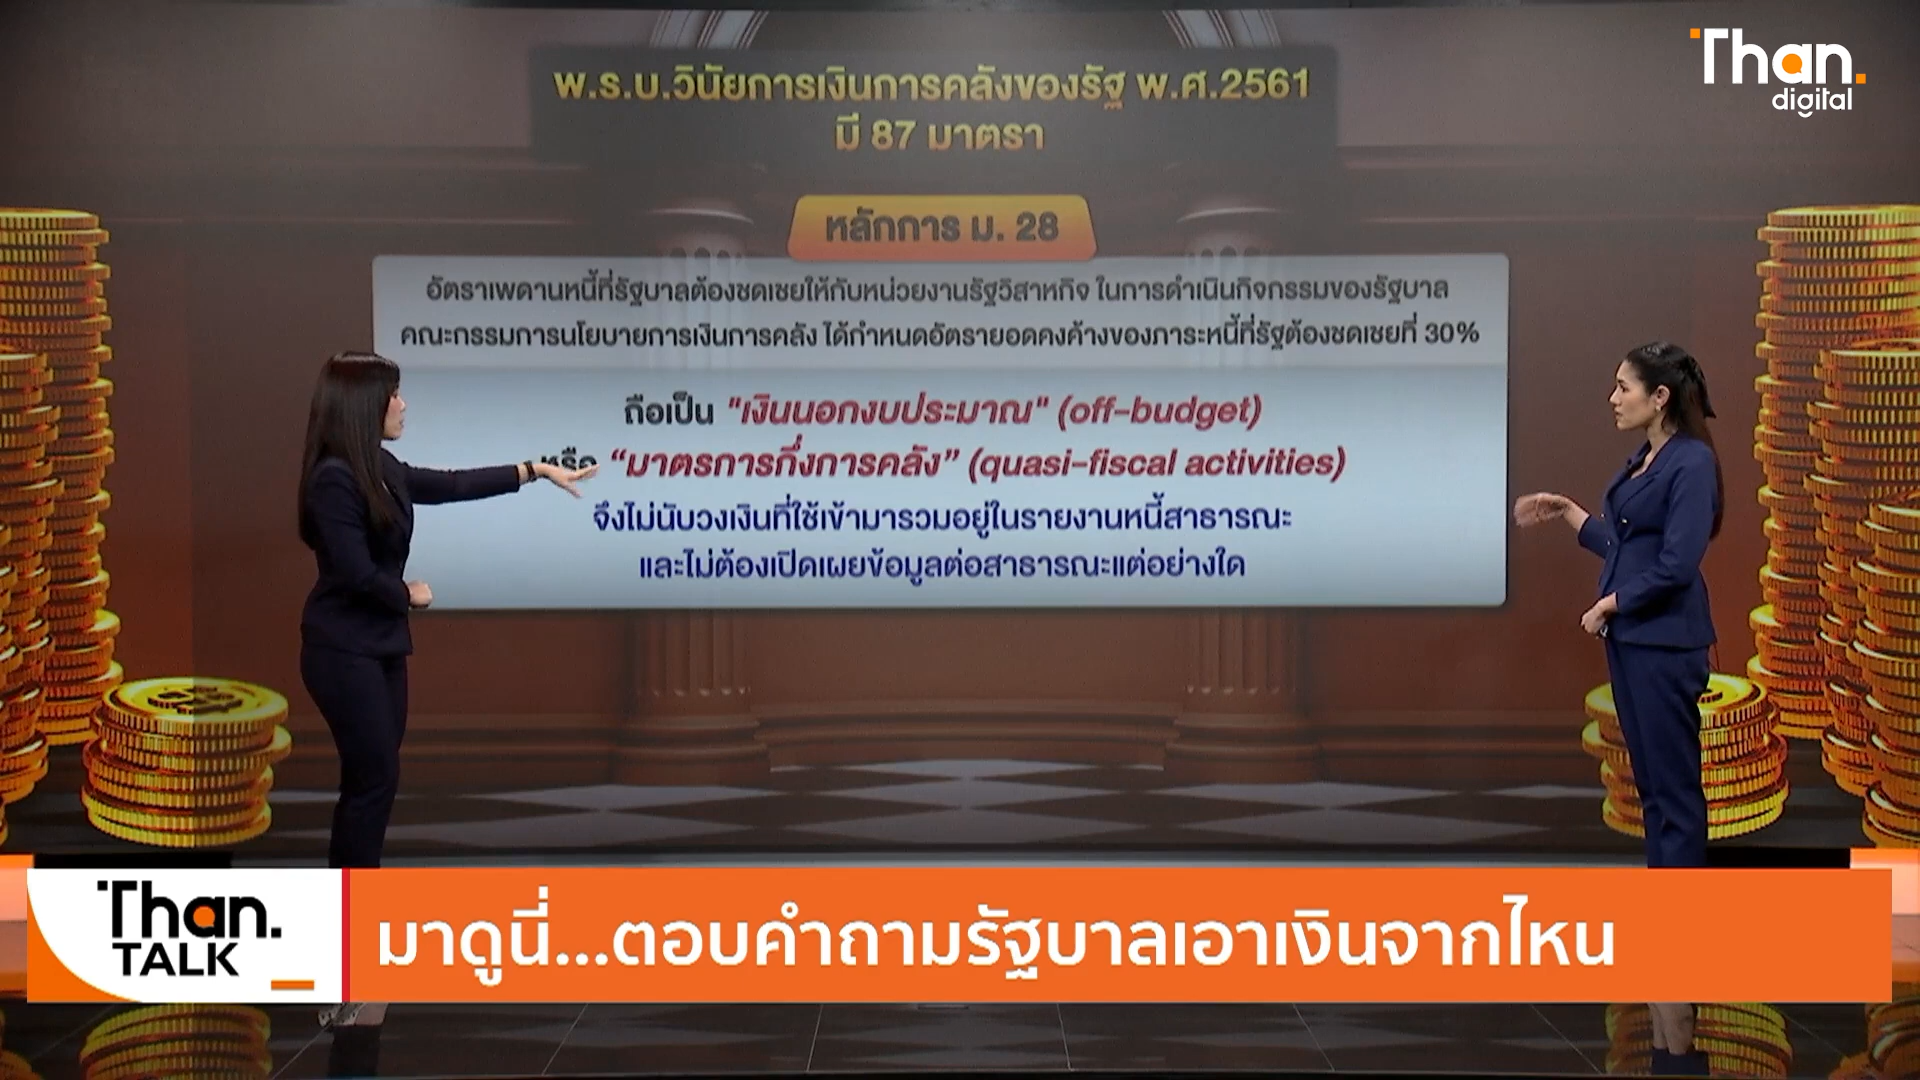 Than.
digital
พ.ร.บ.วินัยการเงินการคลังของรัฐ พ.ศ.2561
มี 87 มาตรา
หลักการ ม. 28
อัตราเพดานหนี้ที่รัฐบาลต้องชดเชยให้กับหน่วยงานรัฐวิสาหกิจ ในการดำเนินกิจกรรมของรัฐบาล
คณะกรรมการนโยบายการเงินการคลัง ได้กำหนดอัตรายอดคงค้างของภาระหนี้ที่รัฐต้องชดเชยที่ 30%
ถือเป็น "เงินนอกงบประมาณ" (off-budget)
หรือ “มาตรการกึ่งการคลัง” (quasi-fiscal activities)
จึงไม่นับวงเงินที่ใช้เข้ามารวมอยู่ในรายงานหนี้สาธารณะ
และไม่ต้องเปิดเผยข้อมูลต่อสาธารณะแต่อย่างใด
Than.
TALK
มาดูนี่...ตอบคำถามรัฐบาลเอาเงินจากไหน